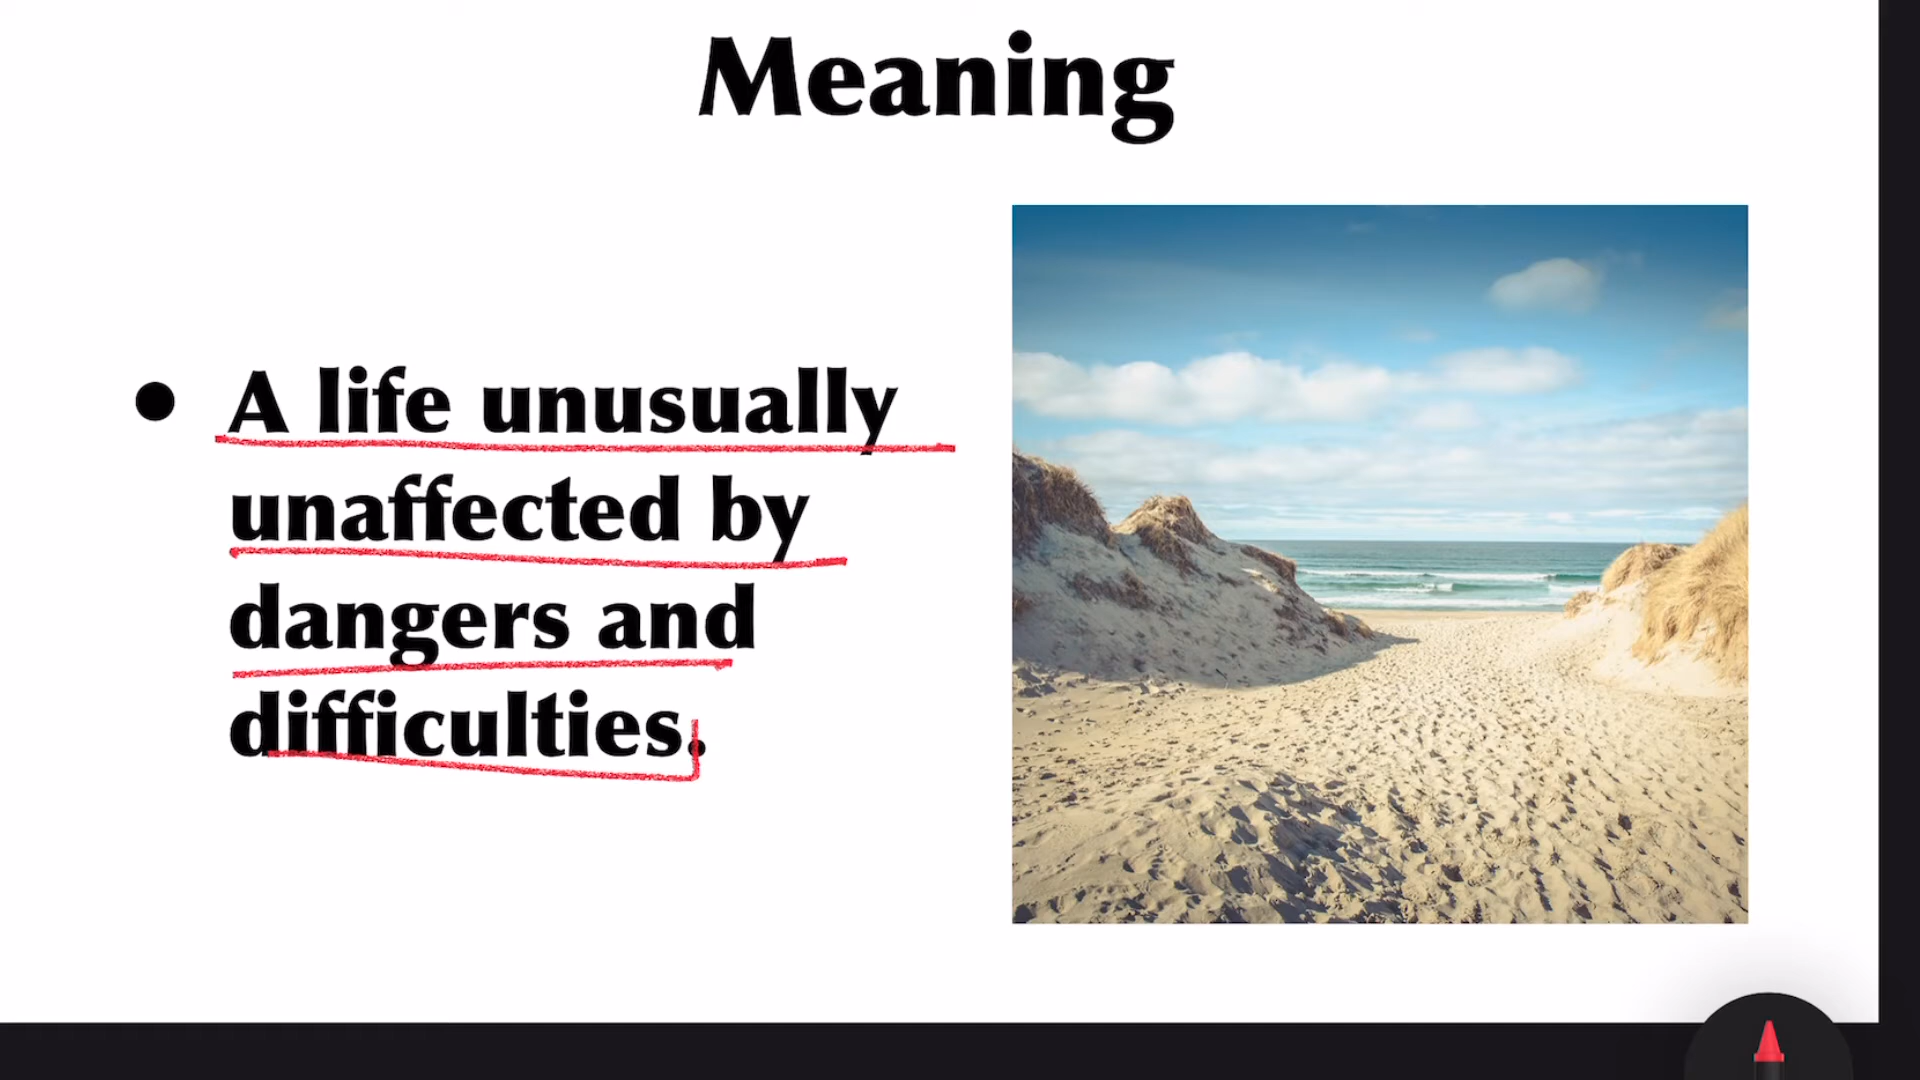 Meaning
• A life unusually
unaffected by
dangers and
difficulties.